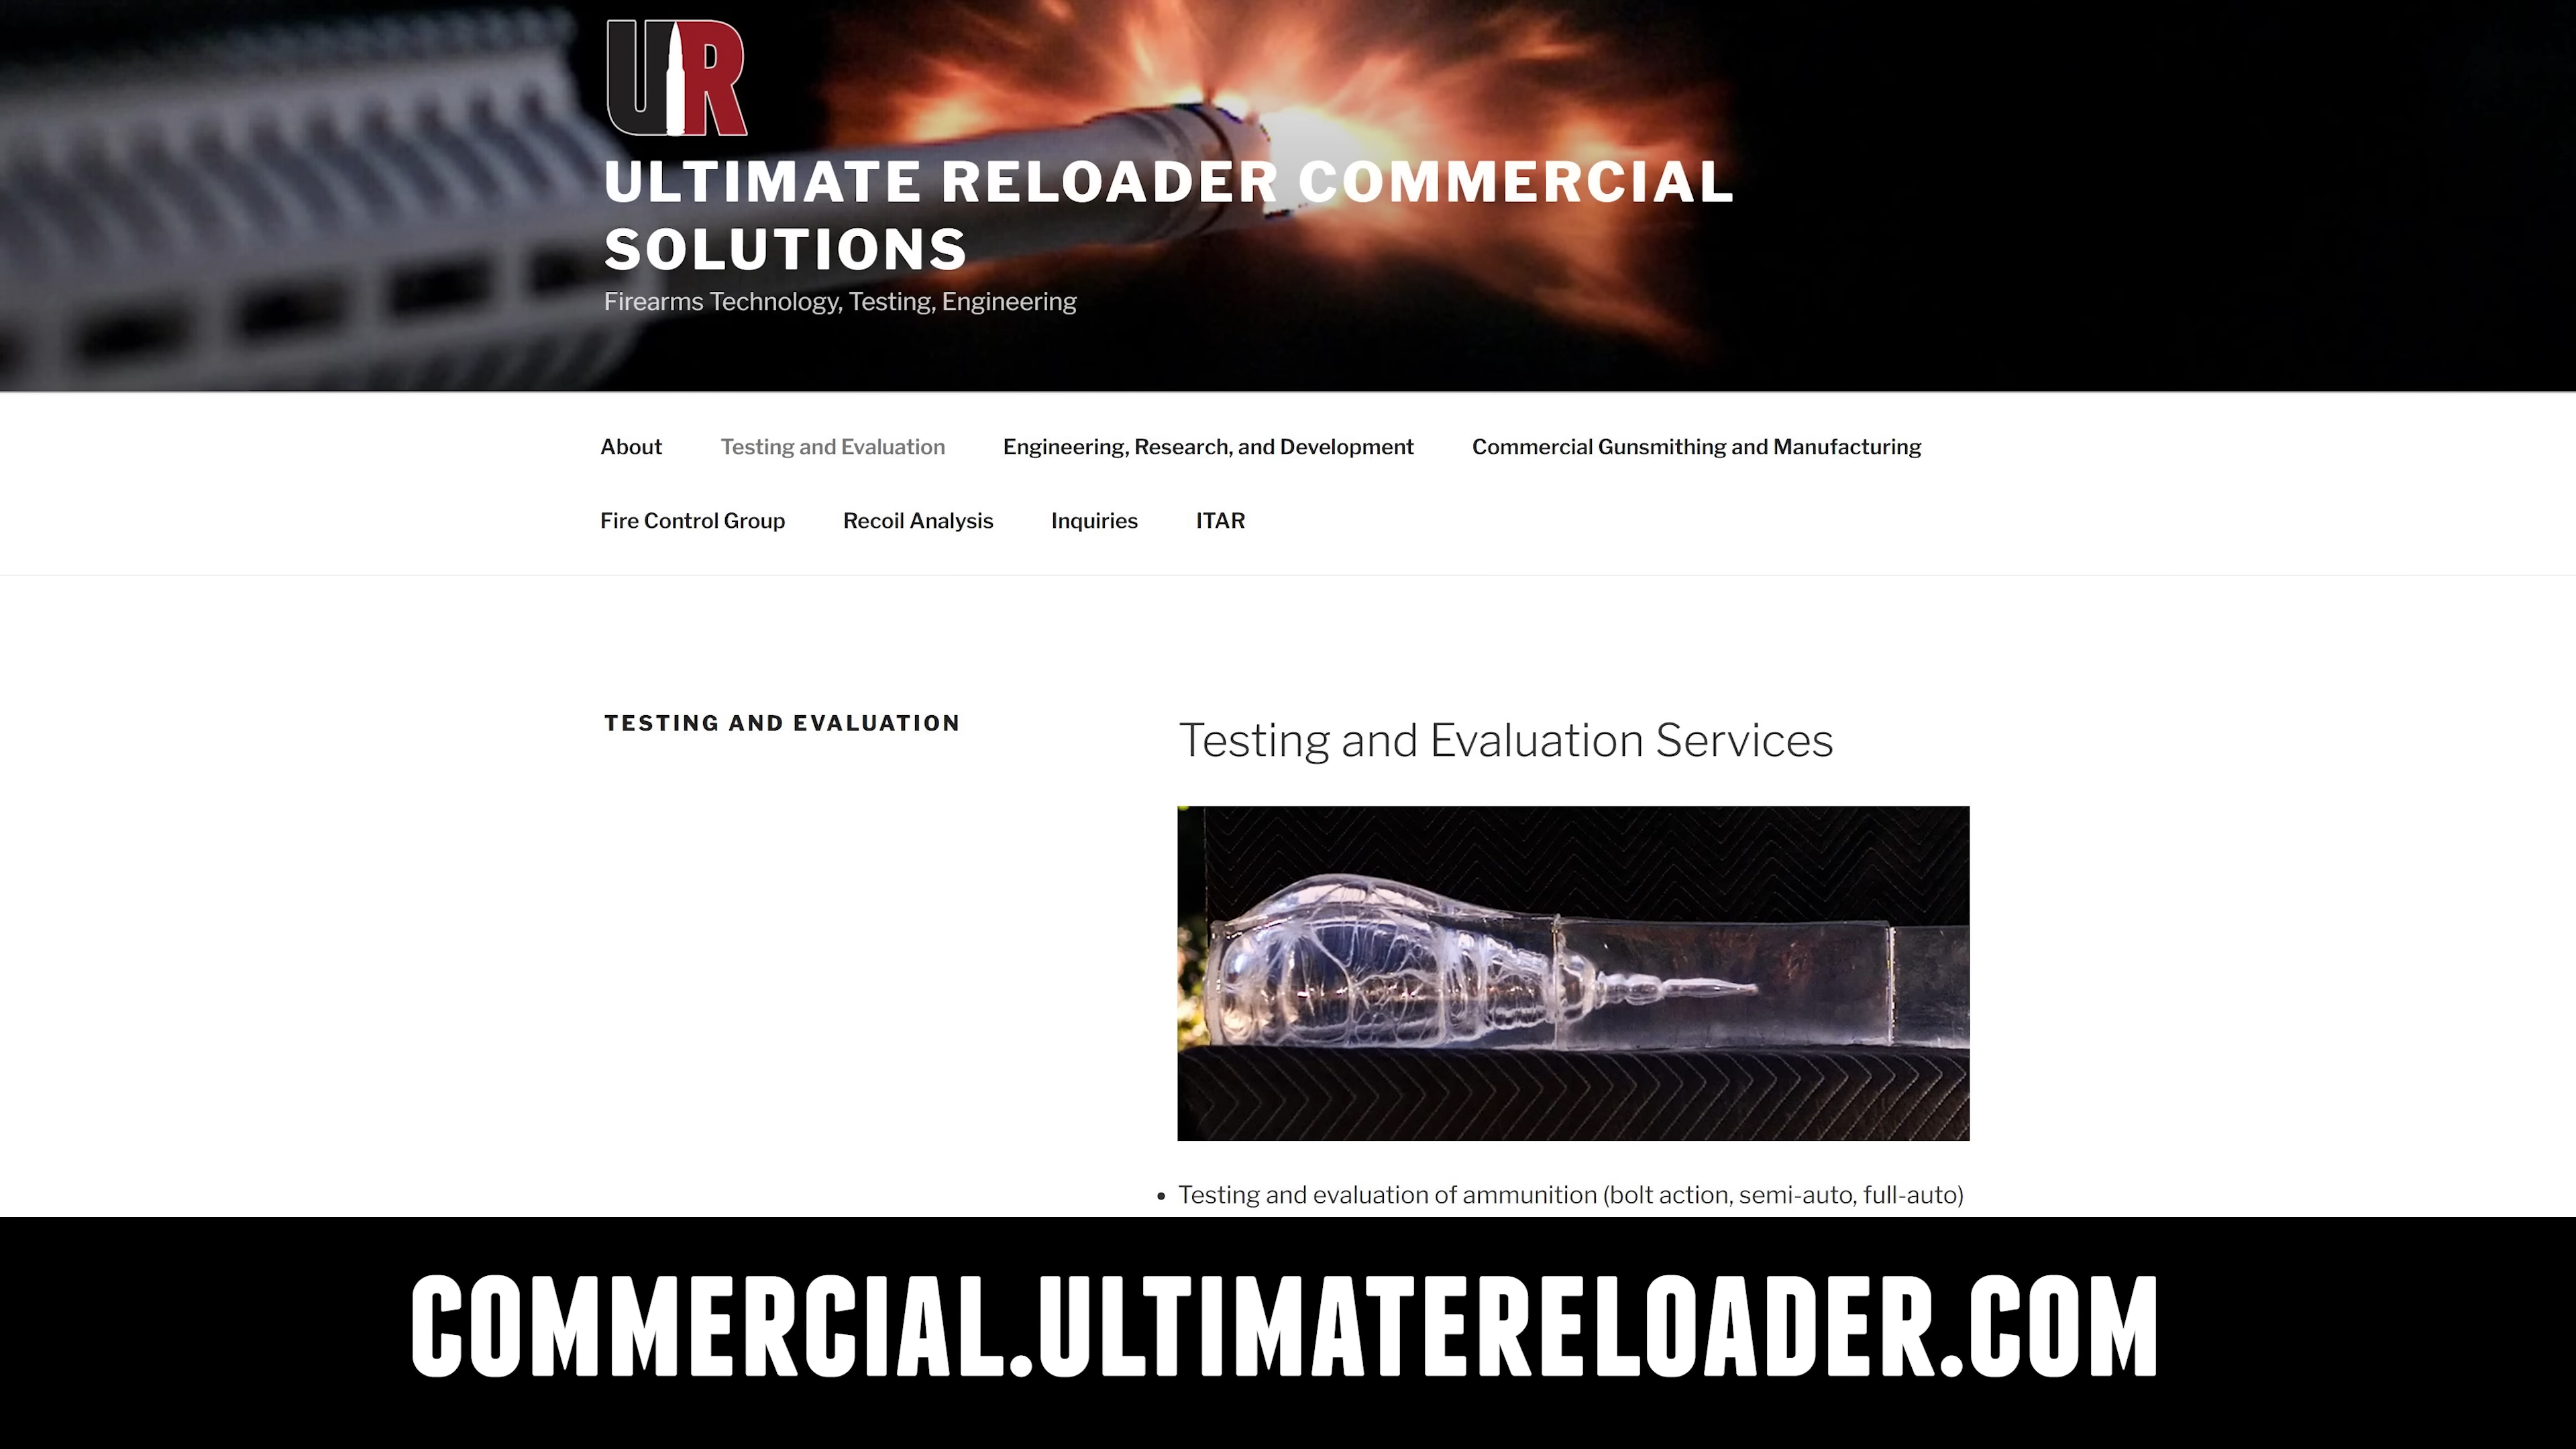 UR
ULTIMATE RELOADER COMMERCIAL
SOLUTIONS
Firearms Technology, Testing, Engineering
About Testing and Evaluation Engineering, Research, and Development Commercial Gunsmithing and Manufacturing
Fire Control Group Recoil Analysis Inquiries ITAR
TESTING AND EVALUATION
Testing and Evaluation Services
• Testing and evaluation of ammunition (bolt action, semi-auto, full-auto)
COMMERCIAL.ULTIMATERELOADER.COM